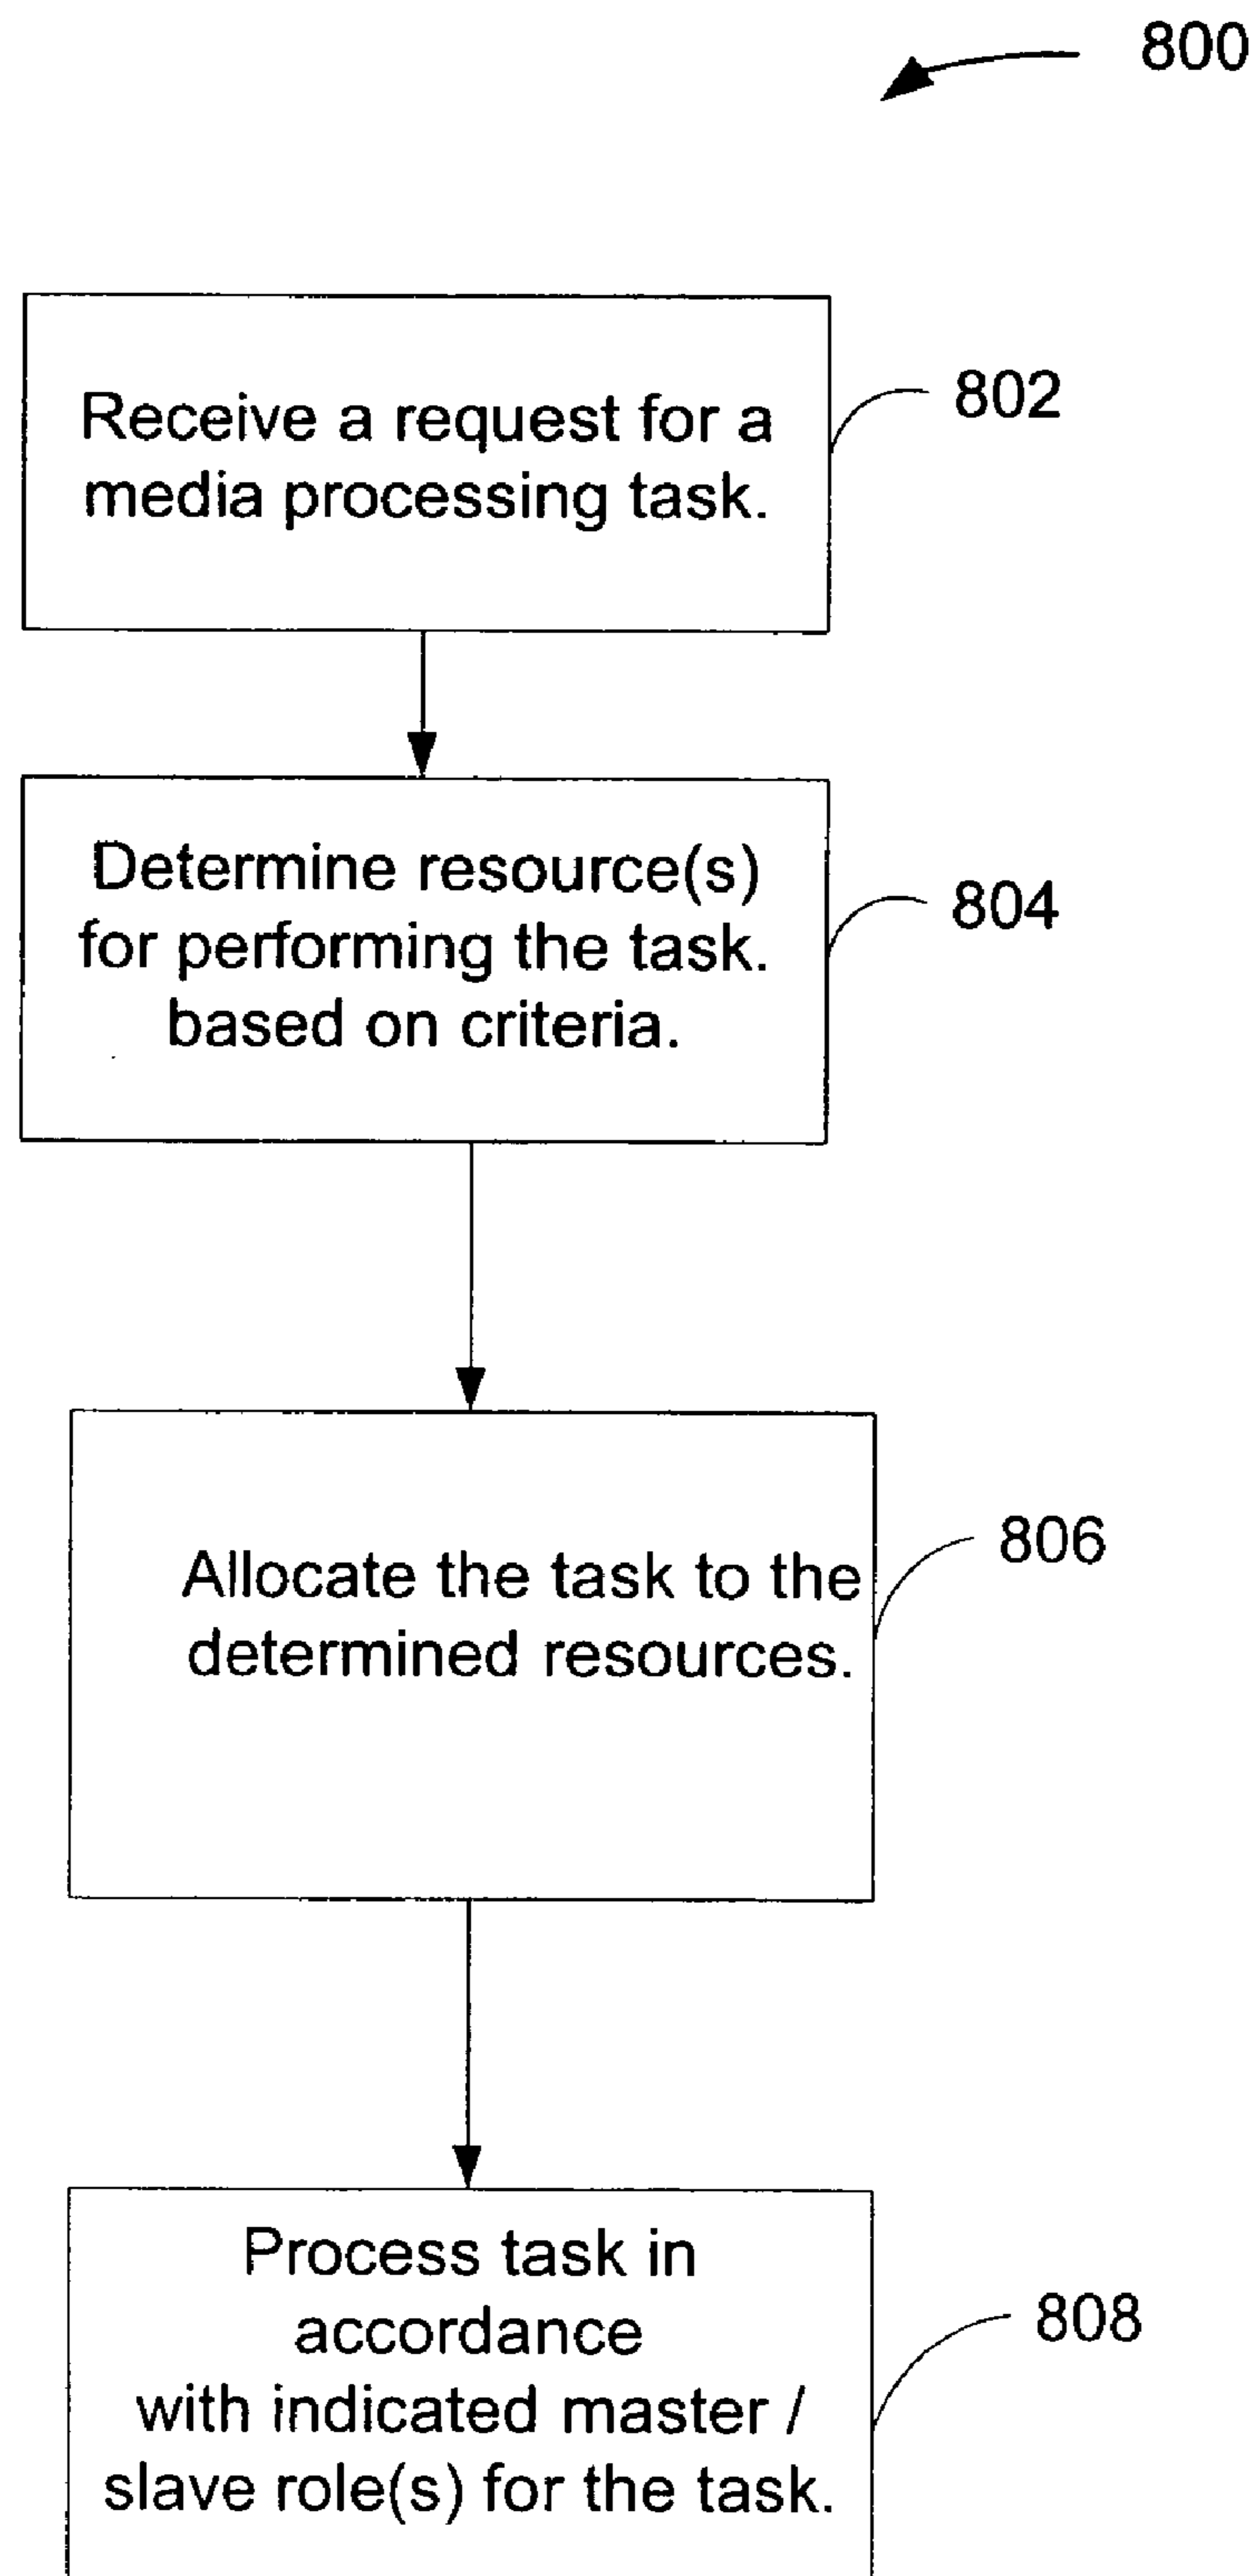 800
Receive a request for a
media processing task.
802
Determine resource(s)
for performing the task.
based on criteria.
804
Allocate the task to the
determined resources.
806
Process task in
accordance
with indicated master /
slave role(s) for the task.
808